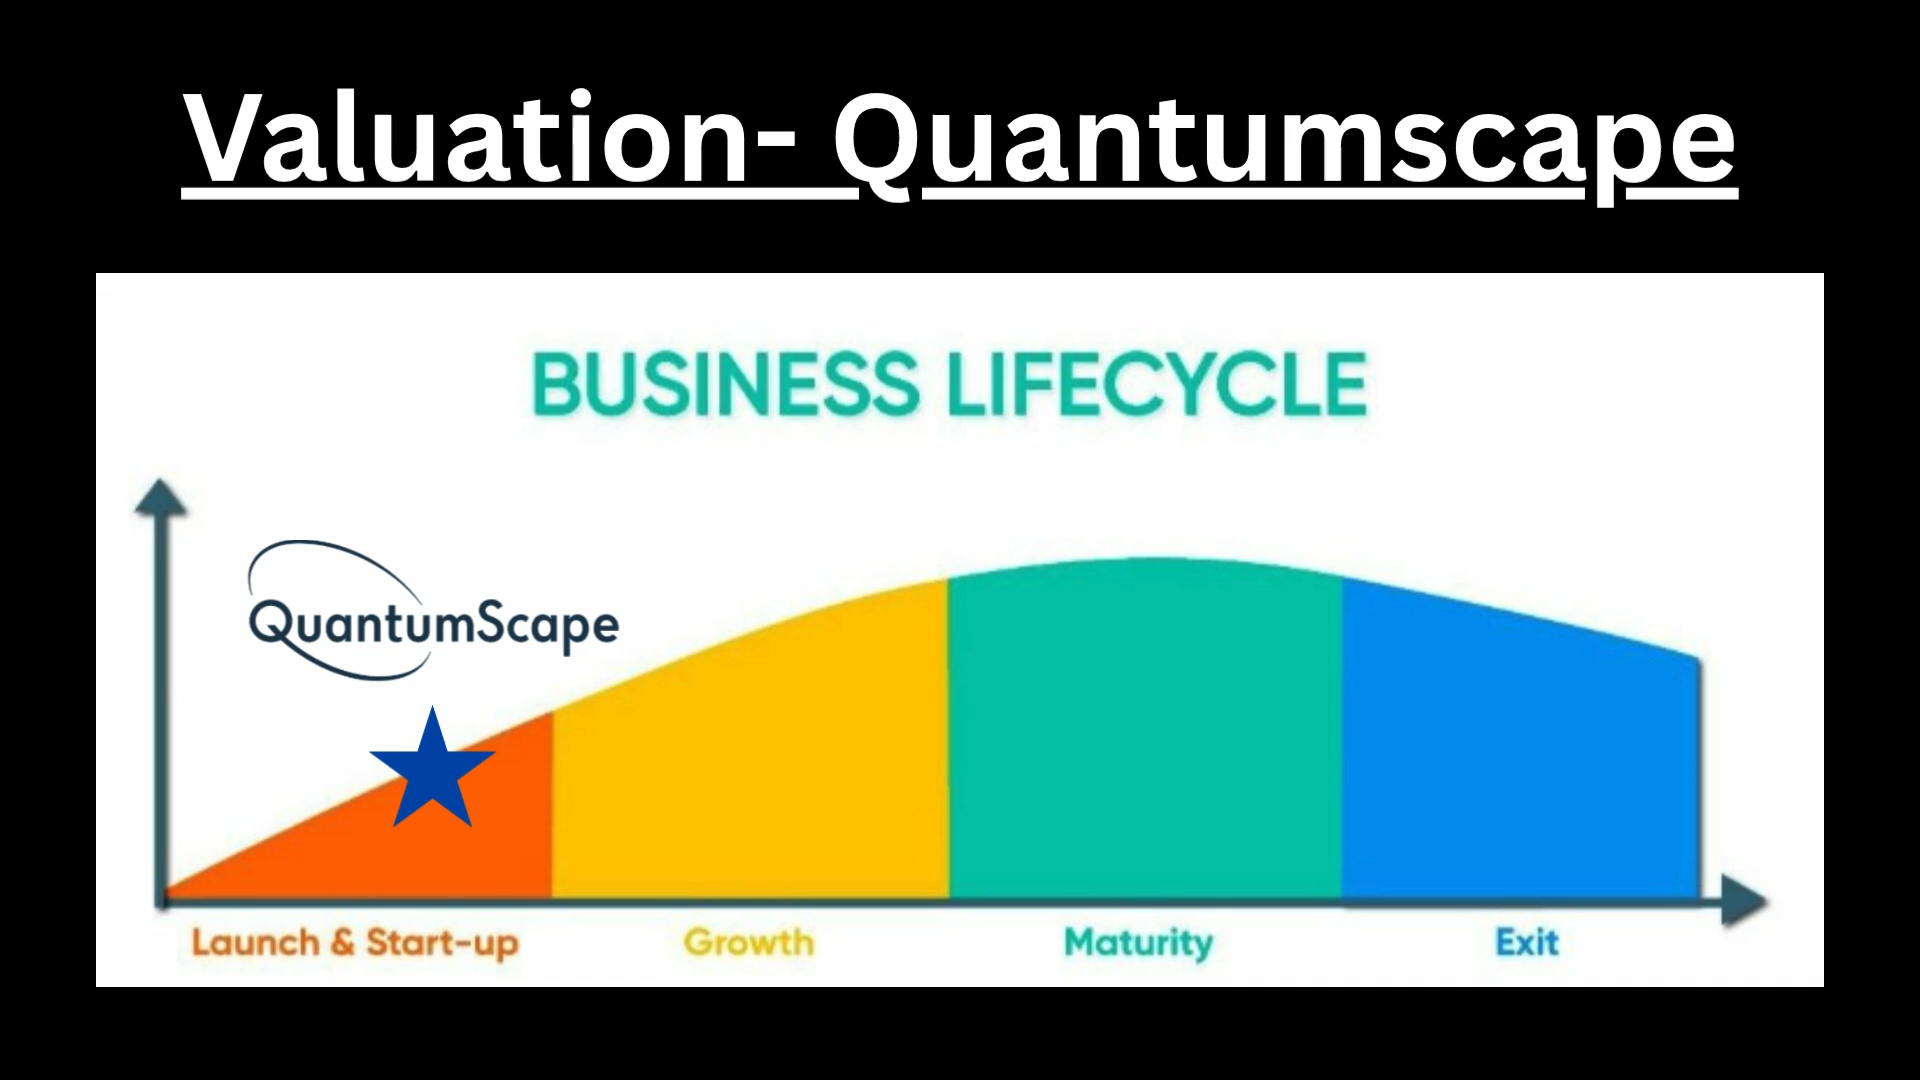 Valuation- Quantumscape
BUSINESS LIFECYCLE
QuantumScape
Launch & Start-up
Growth
Maturity
Exit